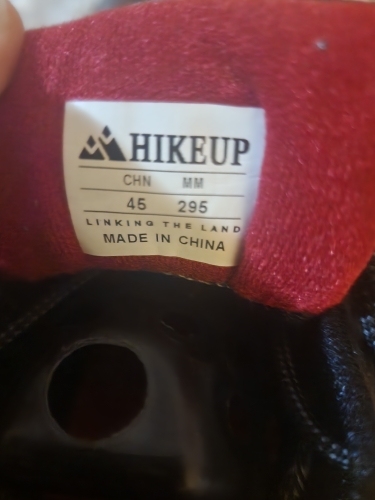 HIKEUP
CHN MM
45 295
LINKING THE LAND
MADE IN CHINA